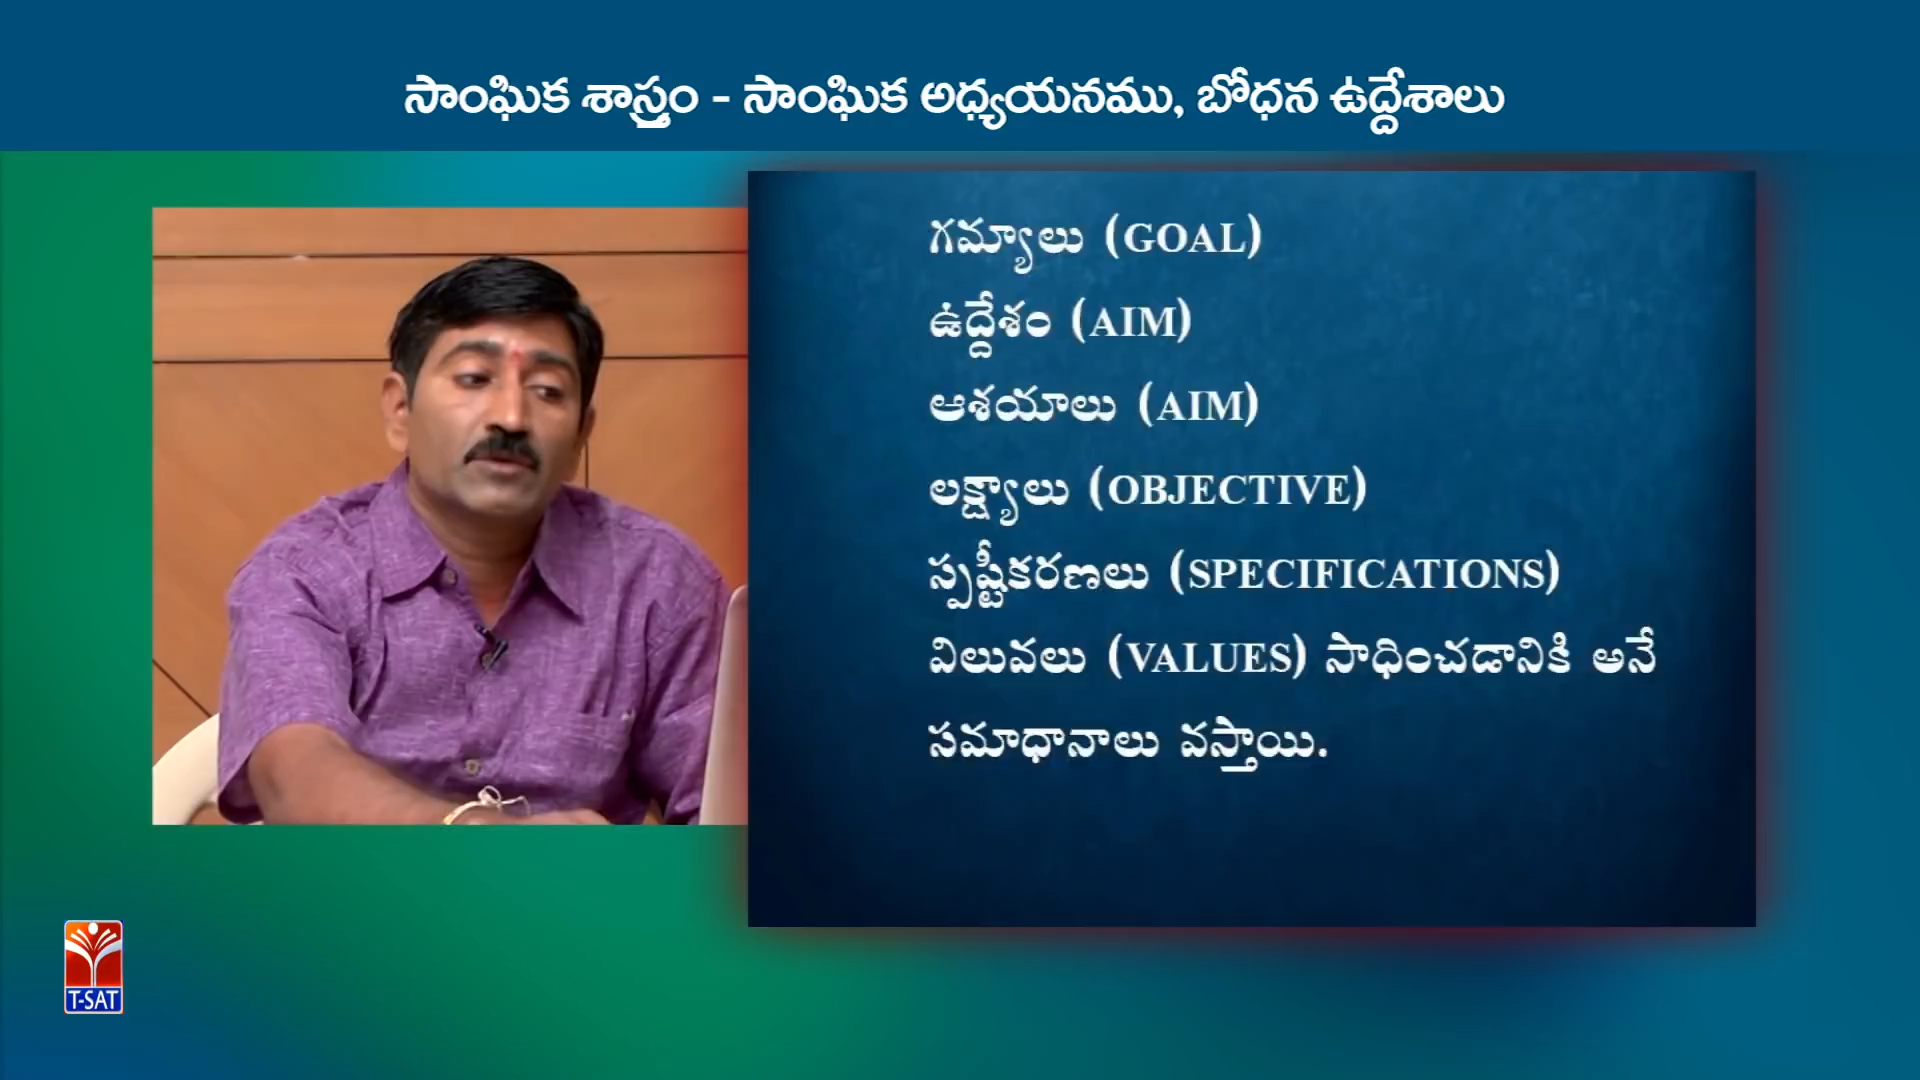 సాంఘిక శాస్త్రం - సాంఘిక అధ్యయనము, బోధన ఉద్దేశాలు
గమ్యాలు (GOAL)
ఉద్దేశం (AIM)
ఆశయాలు (AIM)
లక్ష్యాలు (OBJECTIVE)
స్పష్టీకరణలు (SPECIFICATIONS)
విలువలు (VALUES) సాధించడానికి అనే
సమాధానాలు వస్తాయి.
T-SAT